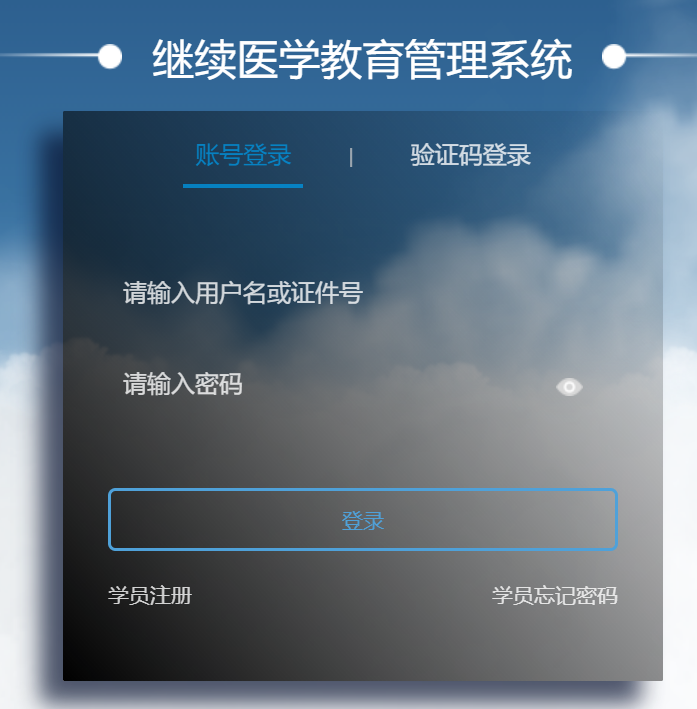 继续医学教育管理系统
账号登录 | 验证码登录
请输入用户名或证件号
请输入密码
登录
学员注册 学员忘记密码